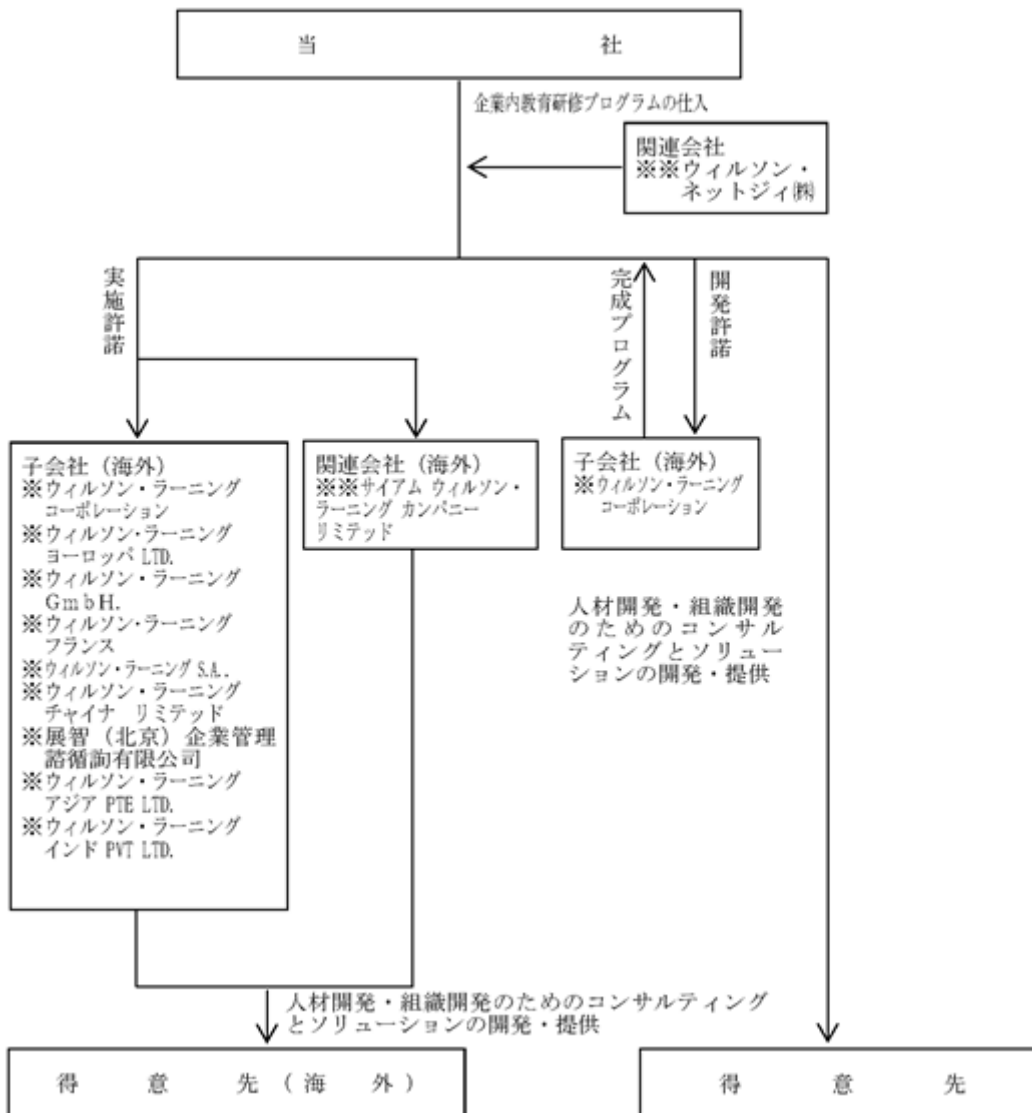 当 社
企業内教育研修プログラムの仕入
関連会社
※※ウィルソン・
ネットジィ㈱
実施許諾
完成プログラム
開発許諾
子会社（海外）
※ウィルソン・ラーニング
コーポレーション
※ウィルソン・ラーニング
ヨーロッパ LTD.
※ウィルソン・ラーニング
GmbH.
※ウィルソン・ラーニング
フランス
※ウィルソン・ラーニング S.A..
※ウィルソン・ラーニング
チャイナ リミテッド
※展智（北京）企業管理
諮循詢有限公司
※ウィルソン・ラーニング
アジア PTE LTD.
※ウィルソン・ラーニング
インド PVT LTD.
関連会社（海外）
※※サイアム ウィルソン・
ラーニング カンパニー
リミテッド
子会社（海外）
※ウィルソン・ラーニング
コーポレーション
人材開発・組織開発
のためのコンサル
ティングとソリュー
ションの開発・提供
人材開発・組織開発のためのコンサルティング
とソリューションの開発・提供
得 意 先（海 外）
得 意 先